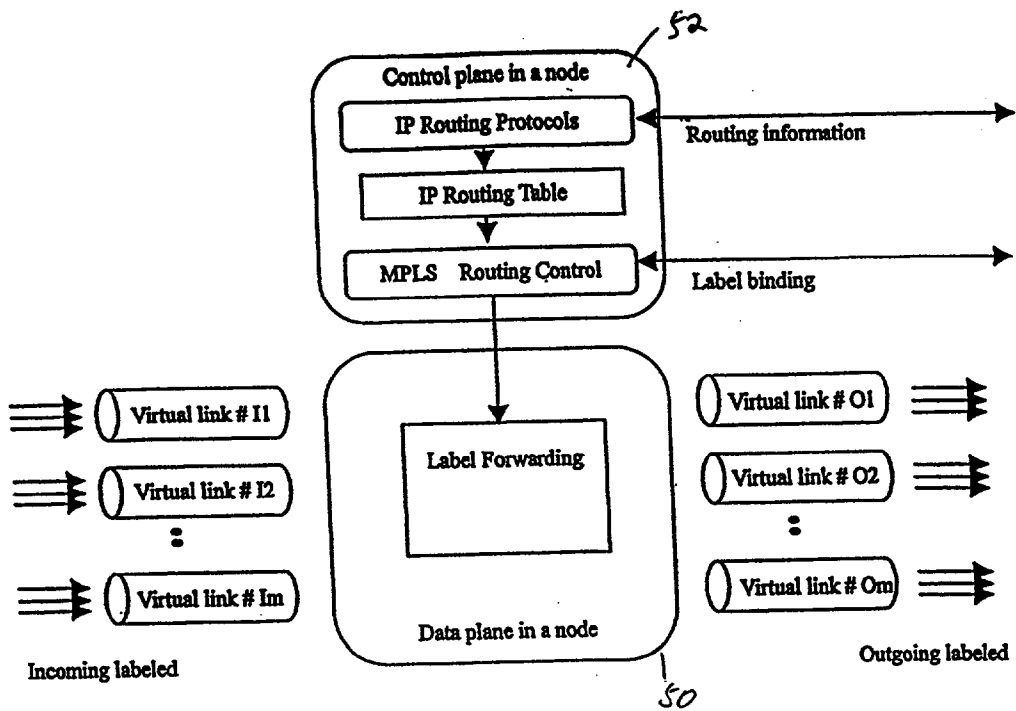 52
Control plane in a node
IP Routing Protocols
Routing information
IP Routing Table
MPLS Routing Control
Label binding
Virtual link # I1
Virtual link # O1
Label Forwarding
Virtual link # I2
Virtual link # O2
Virtual link # Im
Virtual link # Om
Data plane in a node
Incoming labeled
Outgoing labeled
50